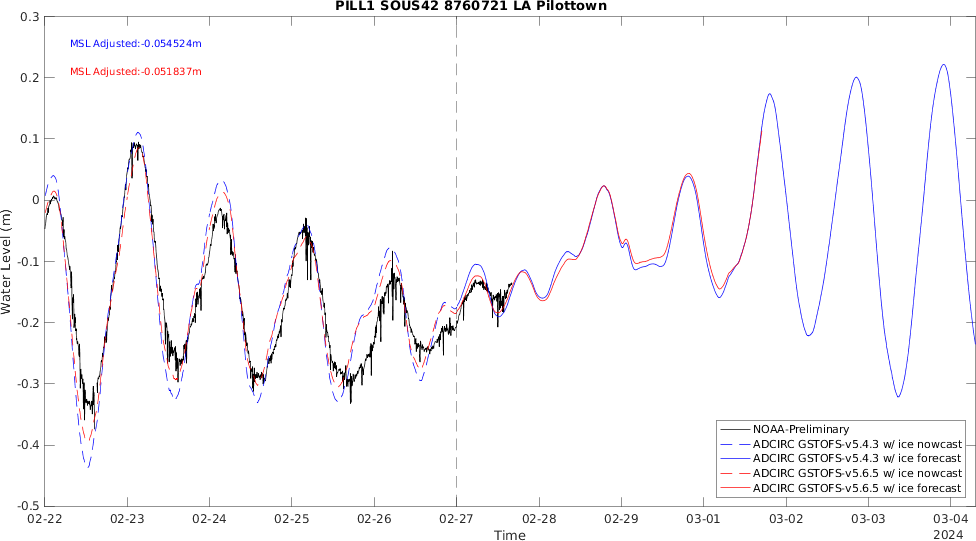 PILL1 SOUS42 8760721 LA Pilottown
MSL Adjusted:-0.054524m
MSL Adjusted:-0.051837m
Water Level (m)
0.3
0.2
0.1
0
-0.1
-0.2
-0.3
-0.4
-0.5
NOAA-Preliminary
ADCIRC GSTOFS-v5.4.3 w/ ice nowcast
ADCIRC GSTOFS-v5.4.3 w/ ice forecast
ADCIRC GSTOFS-v5.6.5 w/ ice nowcast
ADCIRC GSTOFS-v5.6.5 w/ ice forecast
02-22 02-23 02-24 02-25 02-26 02-27 02-28 02-29 03-01 03-02 03-03 03-04
Time
2024